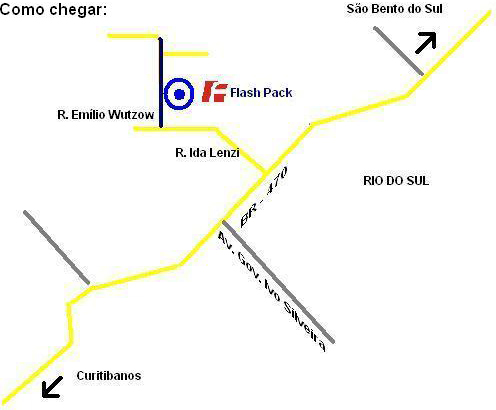 Como chegar:
São Bento do Sul
Flash Pack
R. Emílio Wutzow
R. Ida Lenzi
RIO DO SUL
BR - 470
Av. Gov. Ivo Silveira
Curitibanos